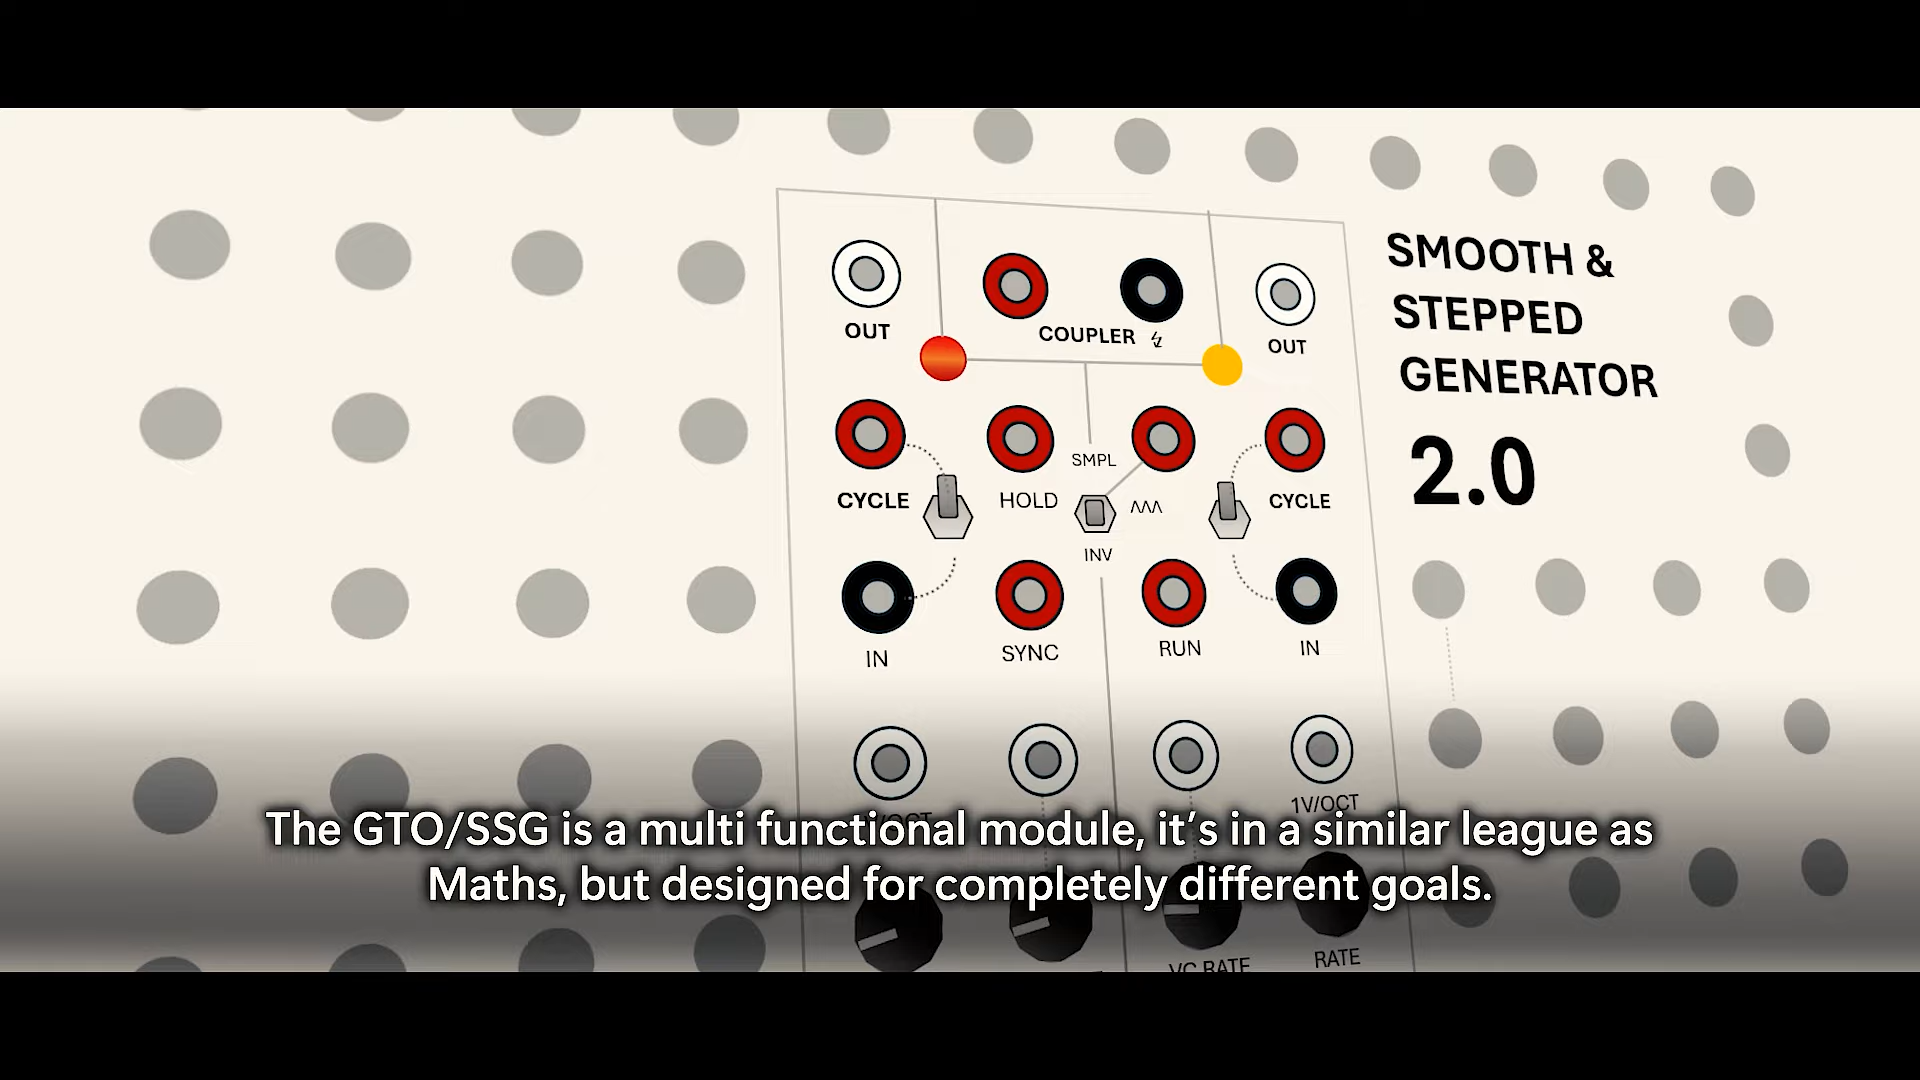 SMOOTH &
STEPPED
GENERATOR
2.0
OUT
COUPLER
OUT
SMPL
CYCLE
HOLD
CYCLE
INV
IN
SYNC
RUN
IN
1V/OCT
The GTO/SSG is a multi functional module, it's in a similar league as
Maths, but designed for completely different goals.
VC RATE
RATE